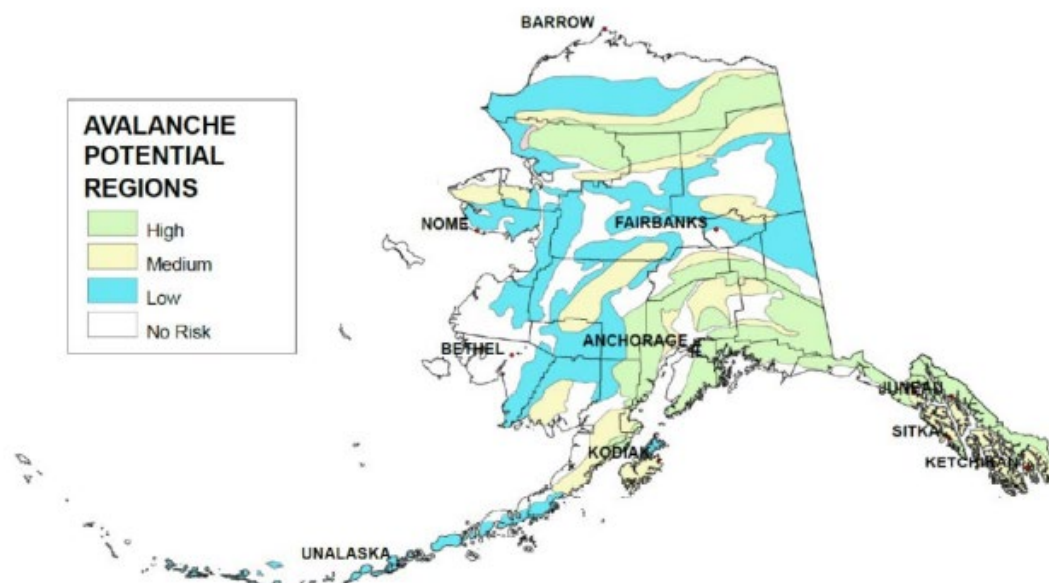 BARROW
AVALANCHE
POTENTIAL
REGIONS
High
Medium
Low
No Risk
NOME
FAIRBANKS
BETHEL
ANCHORAGE
JUNEAU
SITKA
KODIAK
KETCHIKAN
UNALASKA